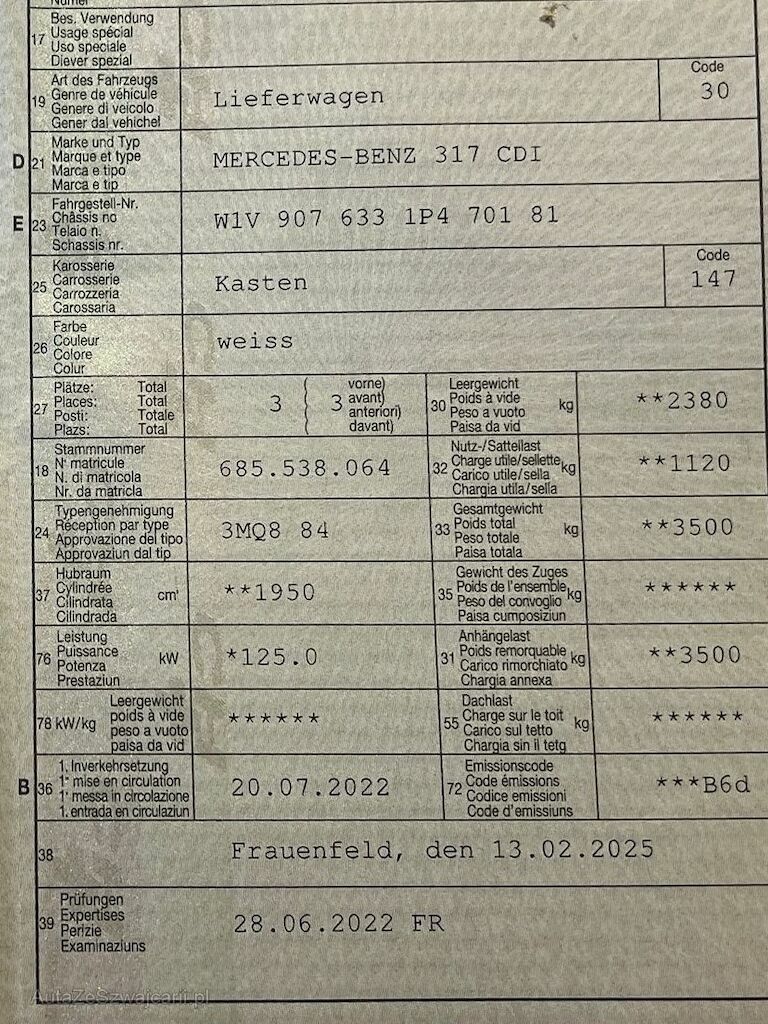 Numer
17 Bes. Verwendung
Usage spécial
Uso speciale
Diever spezial
19 Art des Fahrzeugs
Genre de véhicule
Genere di veicolo
Gener dal vehichel
Lieferwagen
Code
30
D 21 Marke und Typ
Marque et type
Marca e tipo
Marca e tip
MERCEDES-BENZ 317 CDI
E 23 Fahrgestell-Nr.
Châssis no
Telaio n.
Schassis nr.
W1V 907 633 1P4 701 81
25 Karosserie
Carrosserie
Carrozzeria
Carossaria
Kasten
Code
147
26 Farbe
Couleur
Colore
Colur
weiss
27 Plätze: Total
Places: Total
Posti: Totale
Plazs: Total
3 ( 3 vorne)
( avant)
( anteriori)
( davant)
30 Leergewicht
Poids à vide kg
Peso a vuoto
Paisa da vid
**2380
18 Stammnummer
No matricule
N. di matricola
Nr. da matricla
685.538.064
32 Nutz-/Sattellast
Charge utile/sellette kg
Carico utile/sella
Chargia utila/sella
**1120
24 Typengenehmigung
Réception par type
Approvazione del tipo
Approvaziun dal tip
3MQ8 84
33 Gesamtgewicht
Poids total kg
Peso totale
Paisa totala
**3500
37 Hubraum
Cylindrée cm³
Cilindrata
Cilindrada
**1950
35 Gewicht des Zuges
Poids de l'ensemble kg
Peso del convoglio
Paisa cumposiziun
******
76 Leistung
Puissance kW
Potenza
Prestaziun
*125.0
31 Anhängelast
Poids remorquable kg
Carico rimorchiato
Chargia annexa
**3500
78 kW/kg Leergewicht
poids à vide
peso a vuoto
paisa da vid
******
55 Dachlast
Charge sur le toit kg
Carico sul tetto
Chargia sin il tetg
******
B 36 1. Inverkehrsetzung
1re mise en circulation
1a messa in circolazione
1. entrada en circulaziun
20.07.2022
72 Emissionscode
Code émissions
Codice emissioni
Code d'emissiuns
***B6d
38 Frauenfeld, den 13.02.2025
39 Prüfungen
Expertises
Perizie
Examinaziuns
28.06.2022 FR
AutaZeSzwajcarii.pl